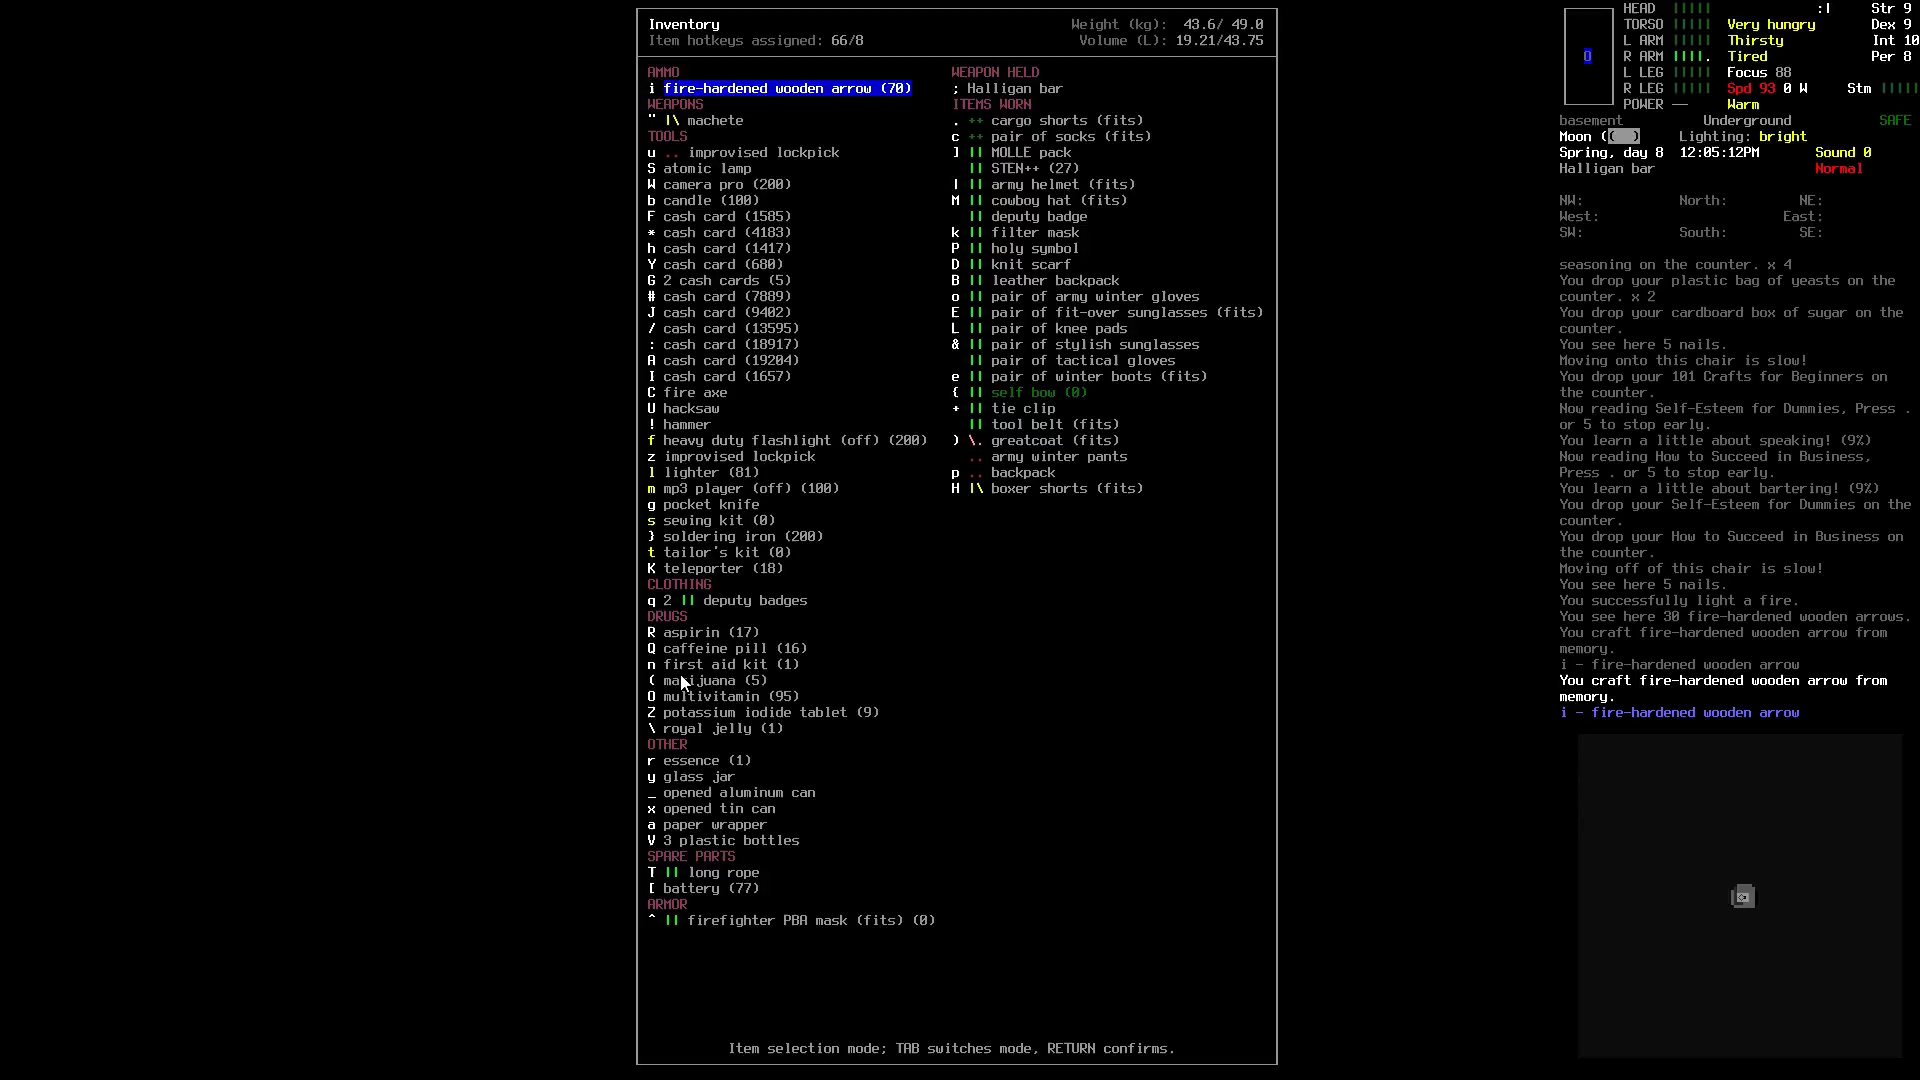 Inventory Weight (kg): 43.6/ 49.0
Item hotkeys assigned: 66/8 Volume (L): 19.21/43.75
AMMO
i fire-hardened wooden arrow (70)
WEAPONS
" |\ machete
TOOLS
u .. improvised lockpick
S atomic lamp
W camera pro (200)
b candle (100)
F cash card (1585)
* cash card (4183)
h cash card (1417)
Y cash card (680)
G 2 cash cards (5)
# cash card (7889)
J cash card (9402)
/ cash card (13595)
: cash card (18917)
A cash card (19204)
I cash card (1657)
C fire axe
U hacksaw
! hammer
f heavy duty flashlight (off) (200)
z improvised lockpick
l lighter (81)
m mp3 player (off) (100)
g pocket knife
s sewing kit (0)
} soldering iron (200)
t tailor's kit (0)
K teleporter (18)
CLOTHING
q 2 || deputy badges
DRUGS
R aspirin (17)
Q caffeine pill (16)
n first aid kit (1)
( marijuana (5)
O multivitamin (95)
Z potassium iodide tablet (9)
\ royal jelly (1)
OTHER
r essence (1)
y glass jar
_ opened aluminum can
x opened tin can
a paper wrapper
V 3 plastic bottles
SPARE PARTS
T || long rope
[ battery (77)
ARMOR
^ || firefighter PBA mask (fits) (0)
WEAPON HELD
; Halligan bar
ITEMS WORN
. ++ cargo shorts (fits)
c ++ pair of socks (fits)
] || MOLLE pack
|| STEN++ (27)
| || army helmet (fits)
M || cowboy hat (fits)
|| deputy badge
k || filter mask
P || holy symbol
D || knit scarf
B || leather backpack
o || pair of army winter gloves
E || pair of fit-over sunglasses (fits)
L || pair of knee pads
& || pair of stylish sunglasses
|| pair of tactical gloves
e || pair of winter boots (fits)
{ || self bow (0)
+ || tie clip
|| tool belt (fits)
) \. greatcoat (fits)
.. army winter pants
p .. backpack
H |\ boxer shorts (fits)
Item selection mode; TAB switches mode, RETURN confirms.
0
HEAD ||||| :| Str 9
TORSO ||||| Very hungry Dex 9
L ARM ||||| Thirsty Int 10
R ARM ||||. Tired Per 8
L LEG ||||| Focus 88
R LEG ||||| Spd 93 0 W Stm |||||
POWER — Warm
basement Underground SAFE
Moon (( ) Lighting: bright
Spring, day 8 12:05:12PM Sound 0
Halligan bar Normal
NW: North: NE:
West: East:
SW: South: SE:
seasoning on the counter. x 4
You drop your plastic bag of yeasts on the
counter. x 2
You drop your cardboard box of sugar on the
counter.
You see here 5 nails.
Moving onto this chair is slow!
You drop your 101 Crafts for Beginners on
the counter.
Now reading Self-Esteem for Dummies, Press .
or 5 to stop early.
You learn a little about speaking! (9%)
Now reading How to Succeed in Business,
Press . or 5 to stop early.
You learn a little about bartering! (9%)
You drop your Self-Esteem for Dummies on the
counter.
You drop your How to Succeed in Business on
the counter.
Moving off of this chair is slow!
You see here 5 nails.
You successfully light a fire.
You see here 30 fire-hardened wooden arrows.
You craft fire-hardened wooden arrow from
memory.
i - fire-hardened wooden arrow
You craft fire-hardened wooden arrow from
memory.
i - fire-hardened wooden arrow